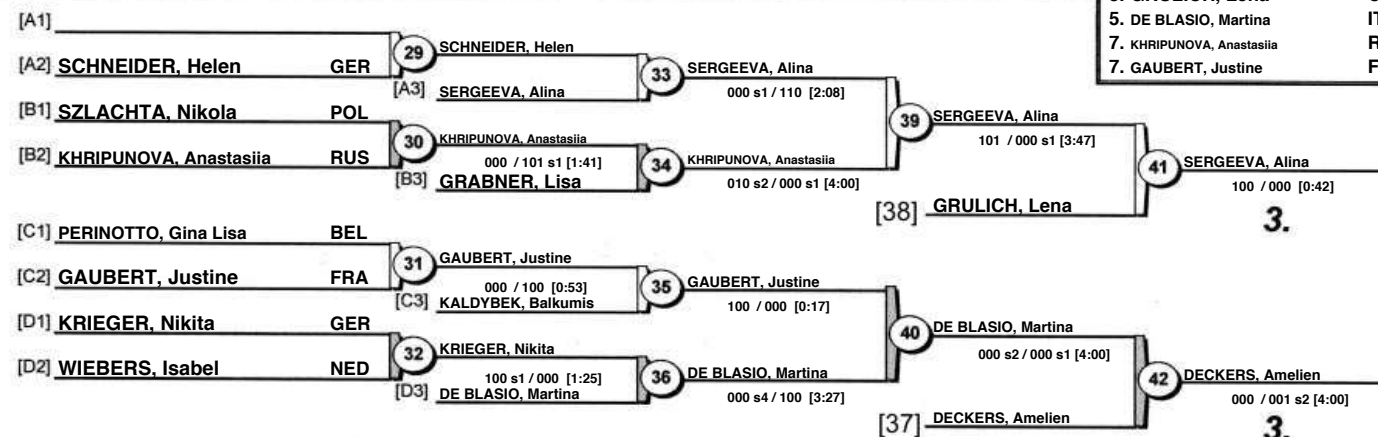 5. DE BLASIO, Martina
7. KHRIPUNOVA, Anastasiia
7. GAUBERT, Justine
[A1]
[A2] SCHNEIDER, Helen GER
29
SCHNEIDER, Helen
[A3] SERGEEVA, Alina
33
SERGEEVA, Alina
000 s1 / 110 [2:08]
[B1] SZLACHTA, Nikola POL
[B2] KHRIPUNOVA, Anastasiia RUS
30
KHRIPUNOVA, Anastasiia
000 / 101 s1 [1:41]
[B3] GRABNER, Lisa
34
KHRIPUNOVA, Anastasiia
010 s2 / 000 s1 [4:00]
39
SERGEEVA, Alina
101 / 000 s1 [3:47]
[38] GRULICH, Lena
41
SERGEEVA, Alina
100 / 000 [0:42]
3.
[C1] PERINOTTO, Gina Lisa BEL
[C2] GAUBERT, Justine FRA
31
GAUBERT, Justine
000 / 100 [0:53]
[C3] KALDYBEK, Balkumis
35
GAUBERT, Justine
100 / 000 [0:17]
[D1] KRIEGER, Nikita GER
[D2] WIEBERS, Isabel NED
32
KRIEGER, Nikita
100 s1 / 000 [1:25]
[D3] DE BLASIO, Martina
36
DE BLASIO, Martina
000 s4 / 100 [3:27]
40
DE BLASIO, Martina
000 s2 / 000 s1 [4:00]
[37] DECKERS, Amelien
42
DECKERS, Amelien
000 / 001 s2 [4:00]
3.